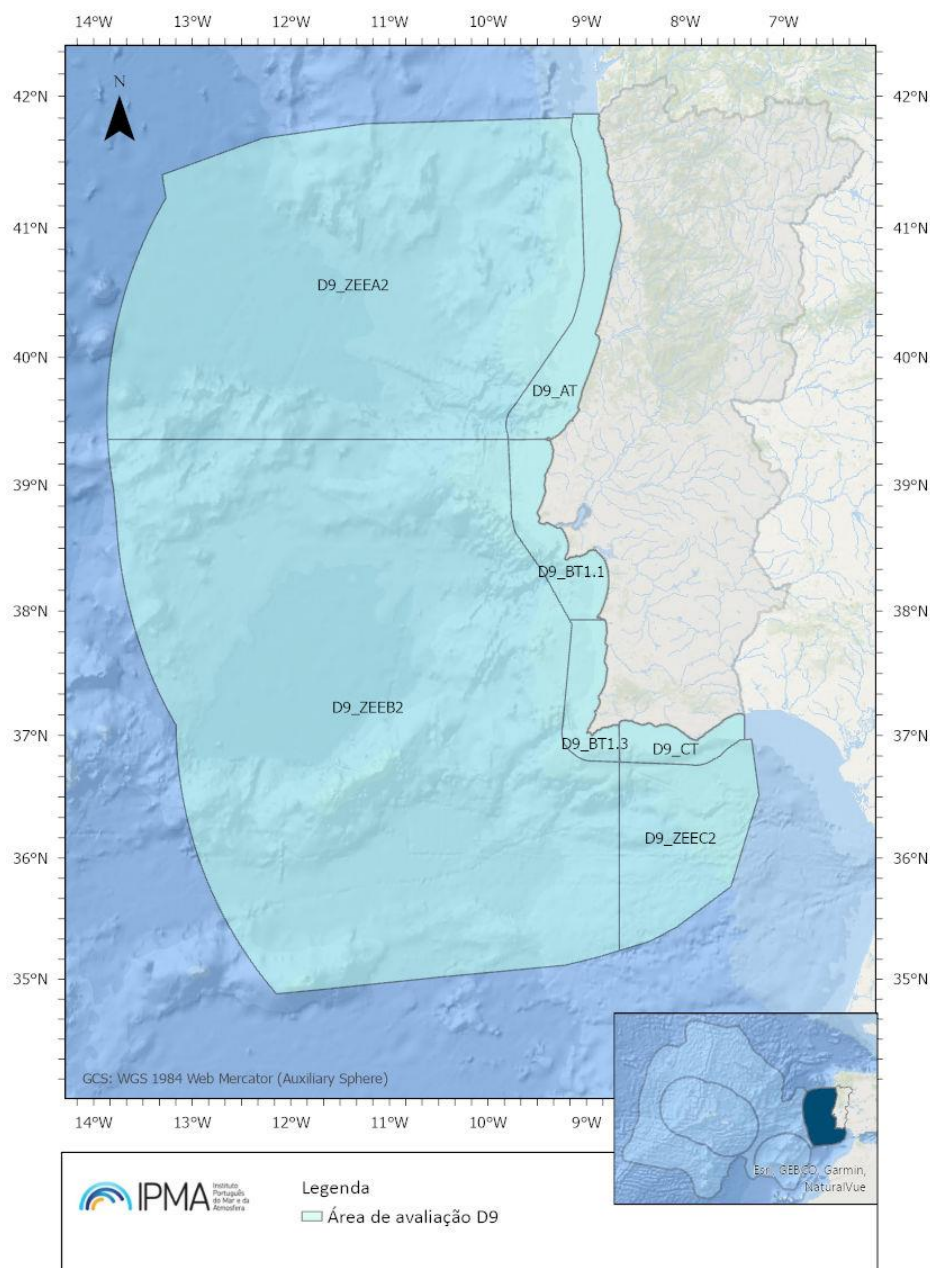 14°W 13°W 12°W 11°W 10°W 9°W 8°W 7°W
N
42°N 42°N
41°N 41°N
D9_ZEEA2
40°N 40°N
D9_AT
39°N 39°N
D9_BT1.1
38°N 38°N
D9_ZEEB2
37°N 37°N
D9_BT1.3 D9_CT
D9_ZEEC2
36°N 36°N
35°N 35°N
GCS: WGS 1984 Web Mercator (Auxiliary Sphere)
14°W 13°W 12°W 11°W 10°W 9°W
Esri, GEBCO, Garmin,
NaturalVue
IPMA
Instituto
Português
do Mar e da
Atmosfera
Legenda
Área de avaliação D9